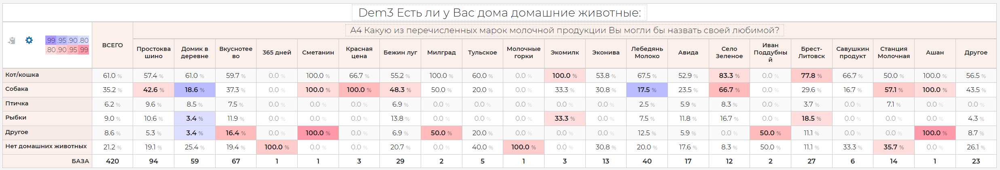 Dem3 Есть ли у Вас дома домашние животные:
А4 Какую из перечисленных марок молочной продукции Вы могли бы назвать своей любимой?
.99 .95 .90 .80
.80 .90 .95 .99
ВСЕГО
Простоква
шино
Домик в
деревне
Вкуснотее
во
365 дней
Сметанин
Красная
цена
Бежин луг
Милград
Тульское
Молочные
горки
Экомилк
Эконива
Лебедянь
Молоко
Авида
Село
Зеленое
Иван
Поддубны
й
Брест-
Литовск
Савушкин
продукт
Станция
Молочная
Ашан
Другое
Кот/кошка 61.0 % 57.4 % 61.0 % 59.7 % 0.0 % 100.0 % 66.7 % 55.2 % 100.0 % 60.0 % 0.0 % 100.0 % 53.8 % 67.5 % 52.9 % 83.3 % 0.0 % 77.8 % 66.7 % 50.0 % 100.0 % 56.5 %
Собака 35.2 % 42.6 % 18.6 % 37.3 % 0.0 % 100.0 % 100.0 % 48.3 % 50.0 % 20.0 % 0.0 % 33.3 % 30.8 % 17.5 % 23.5 % 66.7 % 0.0 % 29.6 % 16.7 % 57.1 % 100.0 % 43.5 %
Птичка 6.2 % 9.6 % 8.5 % 7.5 % 0.0 % 0.0 % 0.0 % 6.9 % 0.0 % 0.0 % 0.0 % 0.0 % 0.0 % 2.5 % 5.9 % 8.3 % 0.0 % 3.7 % 0.0 % 7.1 % 0.0 % 0.0 %
Рыбки 9.0 % 10.6 % 3.4 % 11.9 % 0.0 % 0.0 % 0.0 % 13.8 % 0.0 % 0.0 % 0.0 % 33.3 % 0.0 % 7.5 % 11.8 % 16.7 % 0.0 % 18.5 % 0.0 % 0.0 % 0.0 % 4.3 %
Другое 8.6 % 5.3 % 3.4 % 16.4 % 0.0 % 100.0 % 0.0 % 6.9 % 50.0 % 20.0 % 0.0 % 0.0 % 0.0 % 12.5 % 5.9 % 0.0 % 50.0 % 11.1 % 0.0 % 0.0 % 100.0 % 8.7 %
Нет домашних животных 21.2 % 19.1 % 25.4 % 19.4 % 100.0 % 0.0 % 0.0 % 20.7 % 0.0 % 40.0 % 100.0 % 0.0 % 30.8 % 20.0 % 17.6 % 8.3 % 50.0 % 11.1 % 33.3 % 35.7 % 0.0 % 26.1 %
БАЗА 420 94 59 67 1 1 3 29 2 5 1 3 13 40 17 12 2 27 6 14 1 23